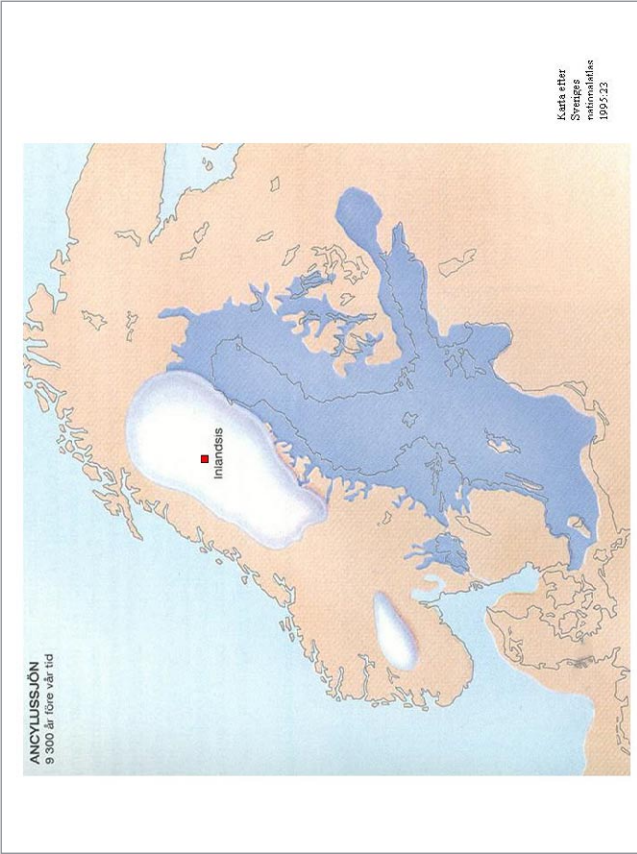 ANCYLUSSJÖN
9 300 år före vår tid
Inlandsis
Karta efter
Sveriges
nationalatlas
1995:23